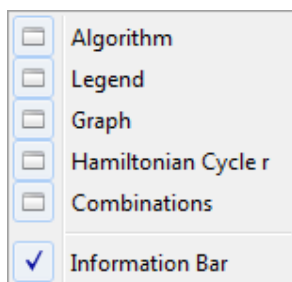 Algorithm
Legend
Graph
Hamiltonian Cycle r
Combinations
Information Bar